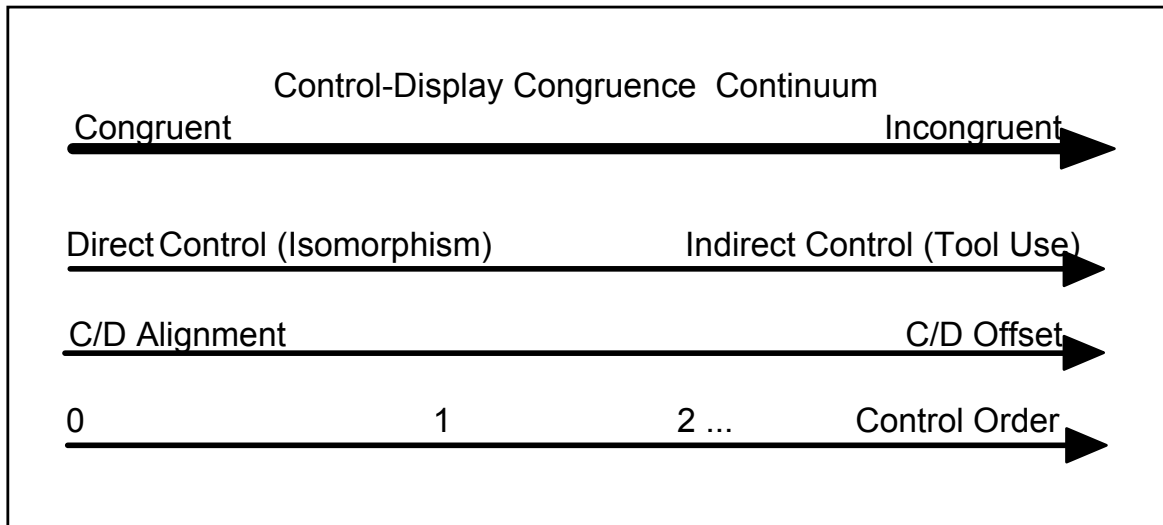 Control-Display Congruence Continuum
Congruent Incongruent
Direct Control (Isomorphism) Indirect Control (Tool Use)
C/D Alignment C/D Offset
0 1 2 ... Control Order